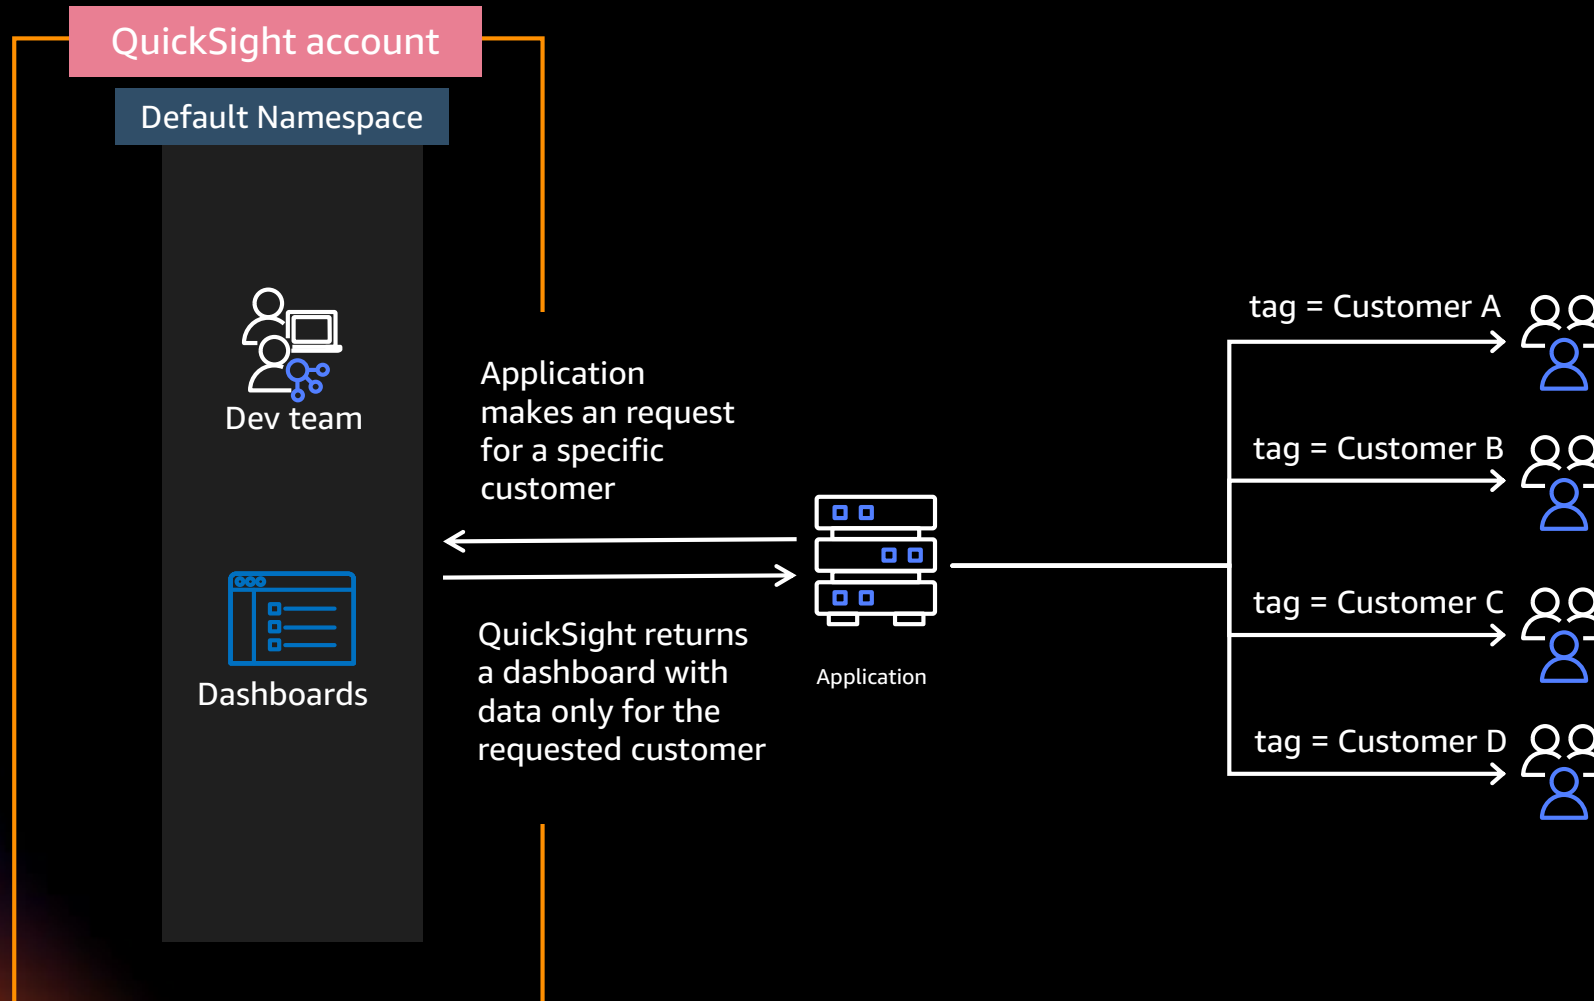 QuickSight account
Default Namespace
Dev team
Dashboards
Application
makes an request
for a specific
customer
QuickSight returns
a dashboard with
data only for the
requested customer
Application
tag = Customer A
tag = Customer B
tag = Customer C
tag = Customer D